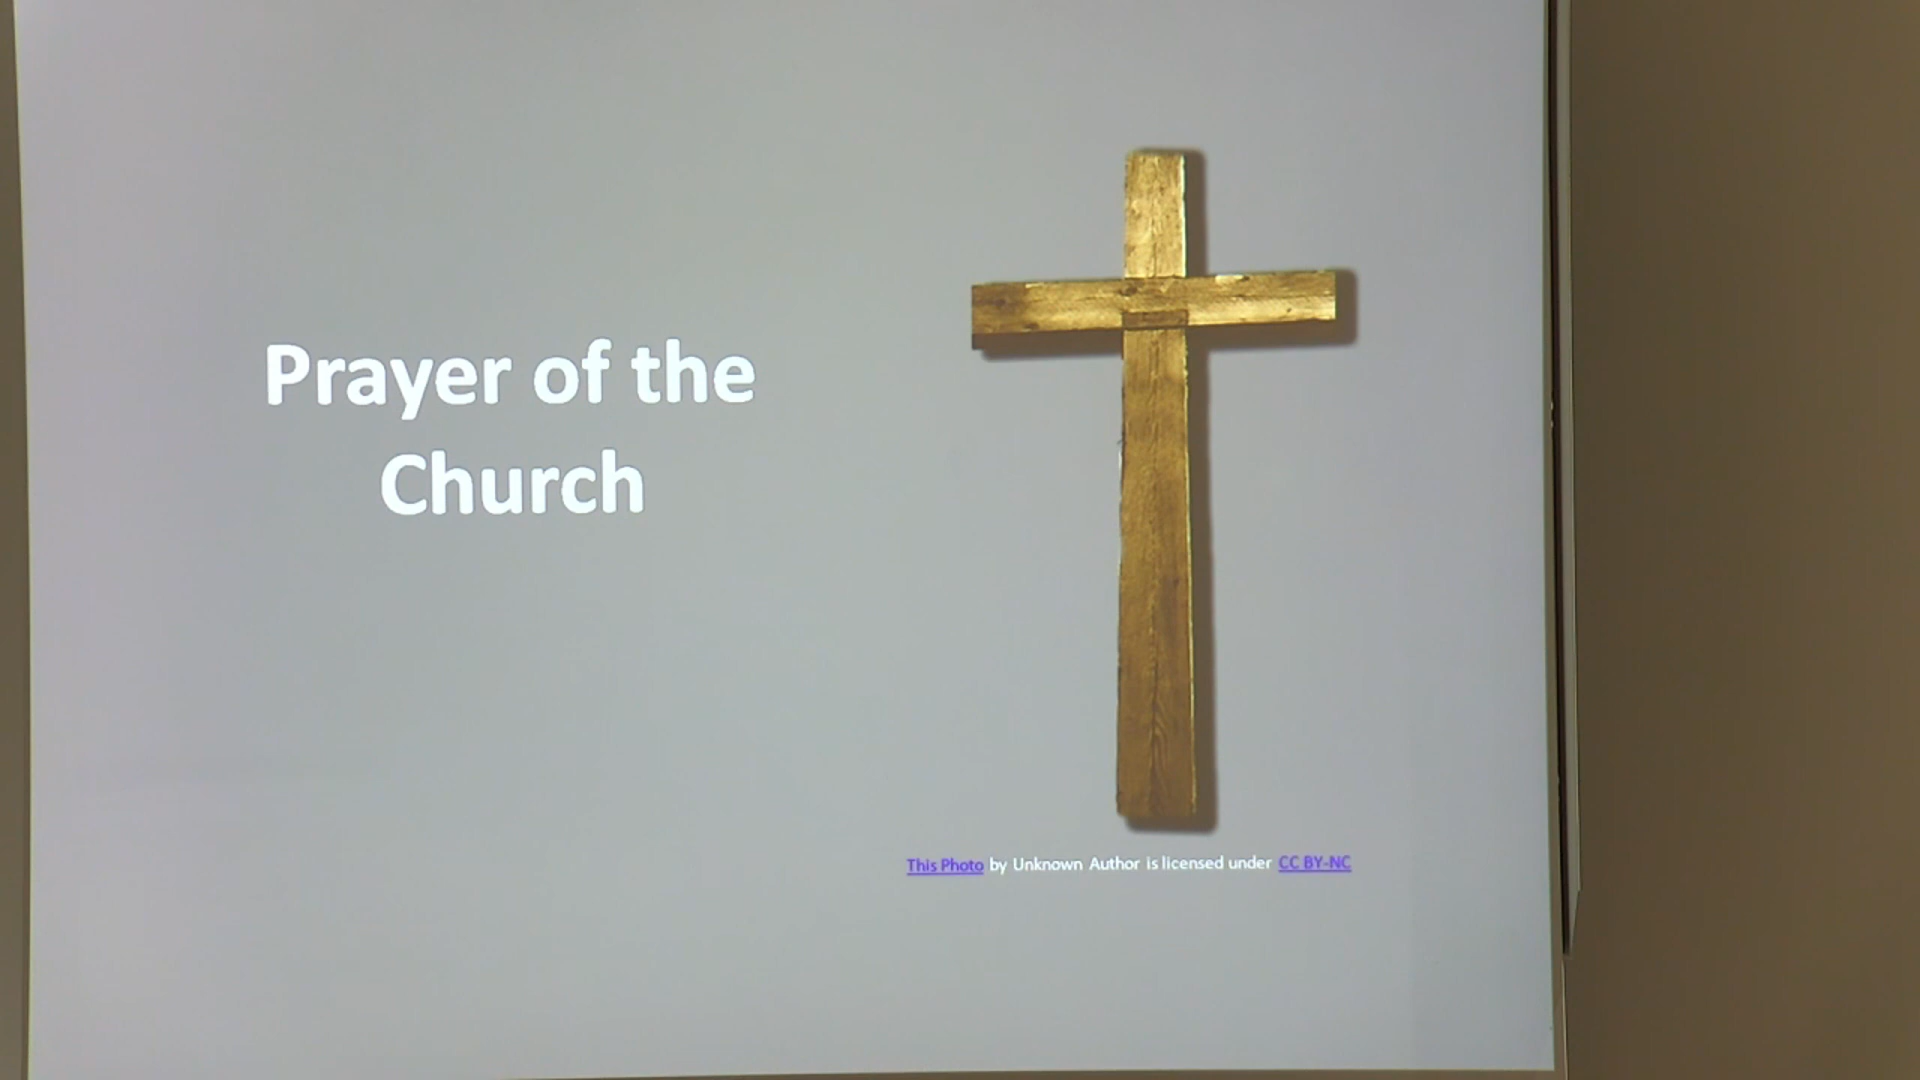 Prayer of the
Church
This Photo by Unknown Author is licensed under CC BY-NC